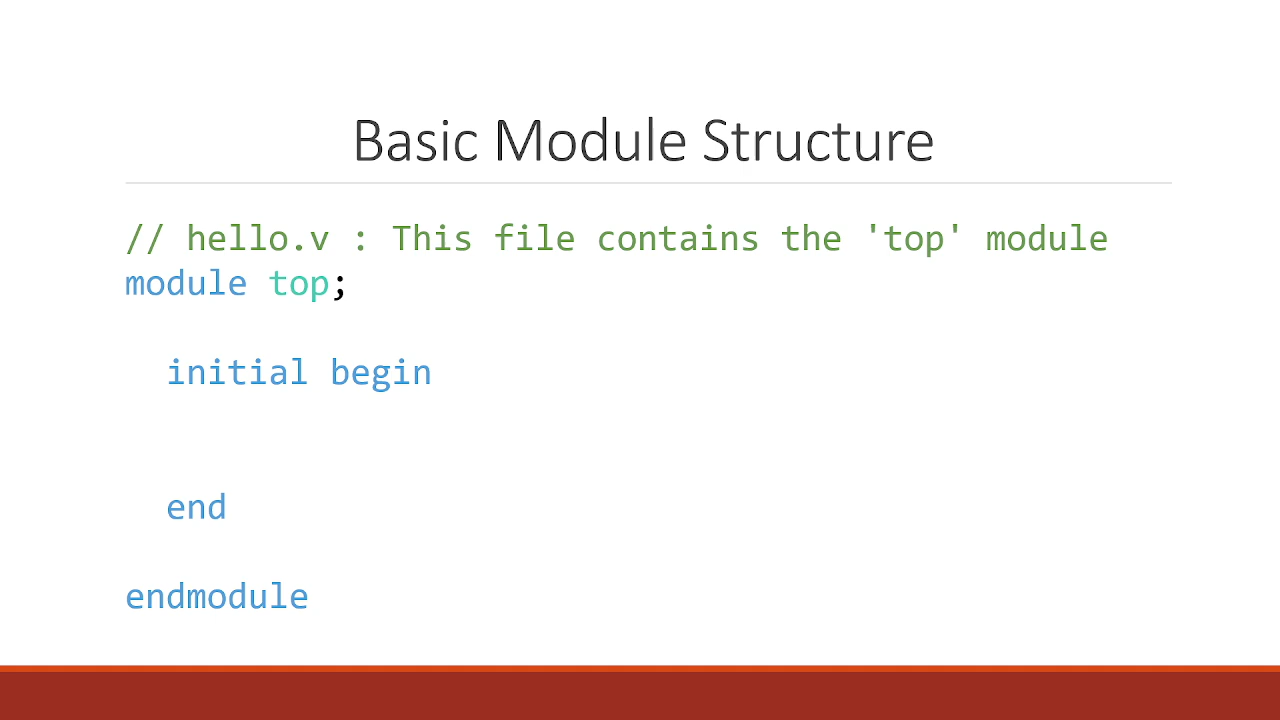 Basic Module Structure
// hello.v : This file contains the 'top' module
module top;
initial begin
end
endmodule